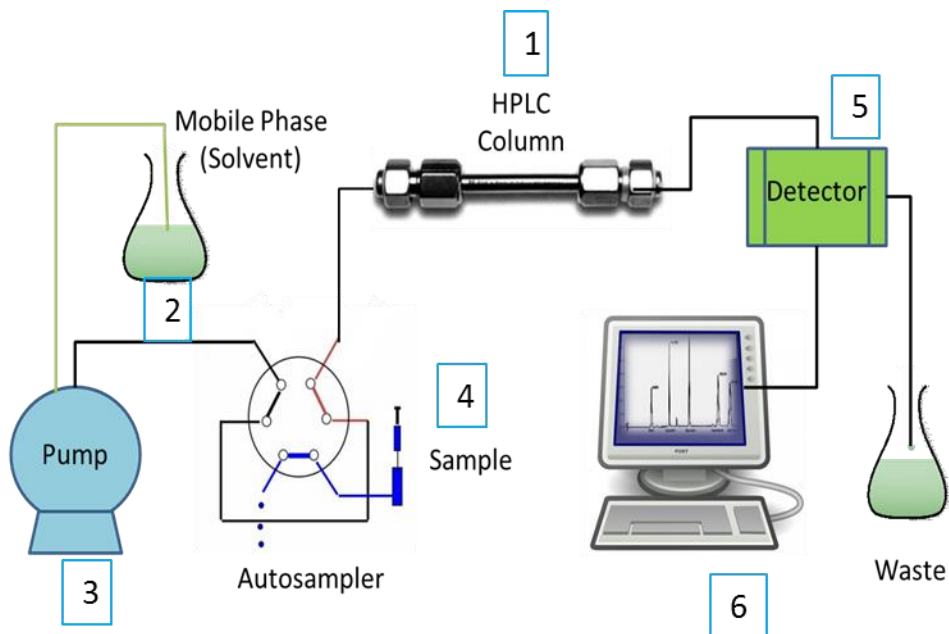 1
HPLC
Column
5
Mobile Phase
(Solvent)
Detector
2
4
Sample
Pump
Autosampler
3
6
Waste